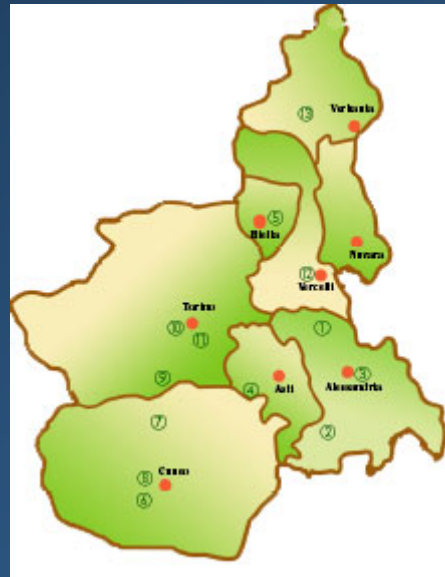 Verbania
⑬
⑤
Biella
Novara
⑫
Vercelli
Torino
⑩
⑪
①
⑨
④
Asti
③
Alessandria
⑦
②
Cuneo
⑧
⑥